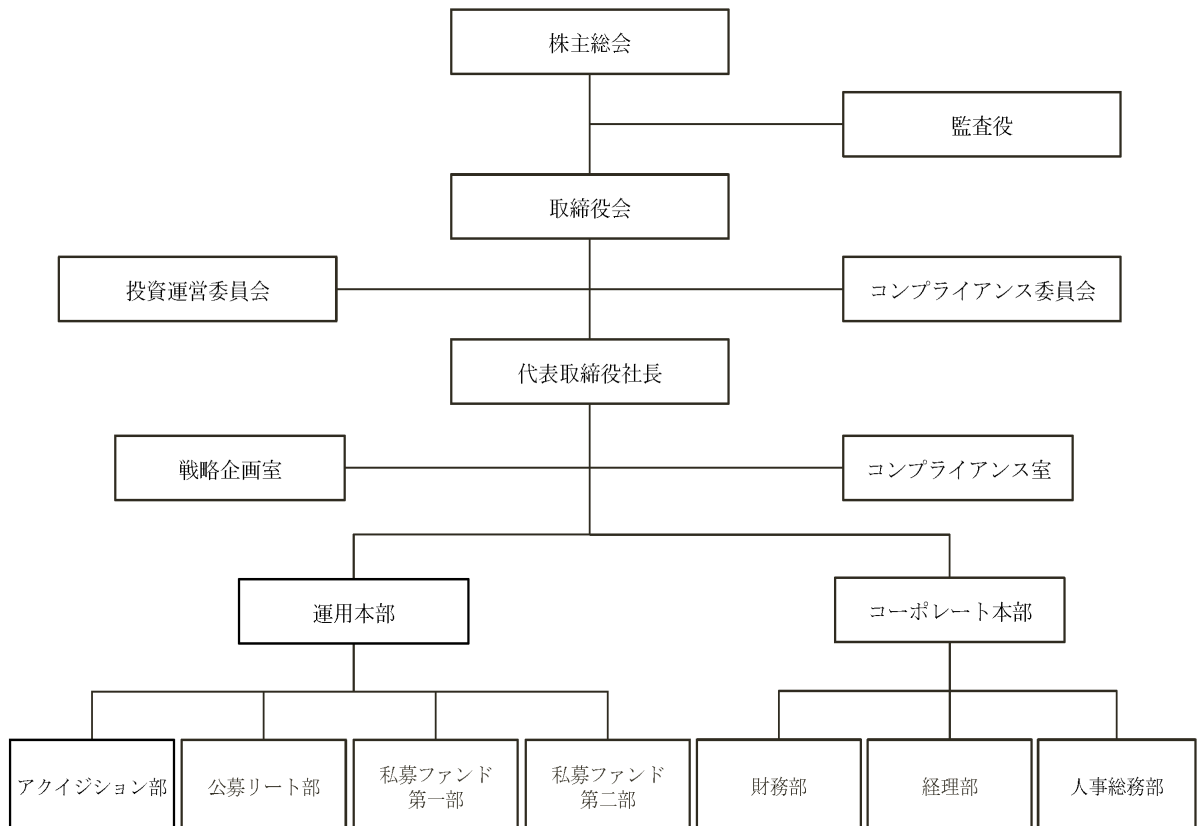 株主総会
監査役
取締役会
投資運営委員会
コンプライアンス委員会
代表取締役社長
戦略企画室
コンプライアンス室
運用本部
コーポレート本部
アクイジション部
公募リート部
私募ファンド
第一部
私募ファンド
第二部
財務部
経理部
人事総務部